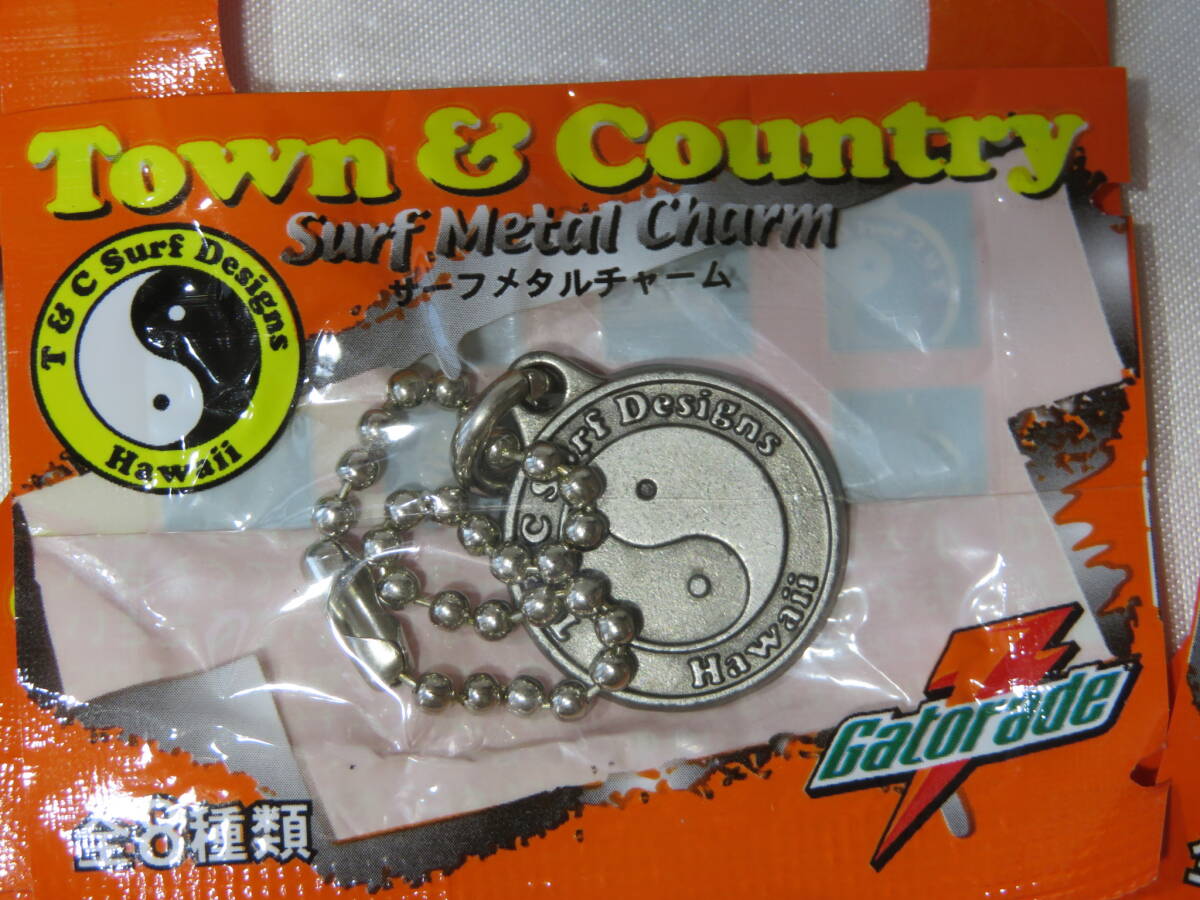 Town & Country
Surf Metal Charm
サーフメタルチャーム
T & C Surf Designs
Hawaii
T C Surf Designs
Hawaii
Gatorade
全8種類